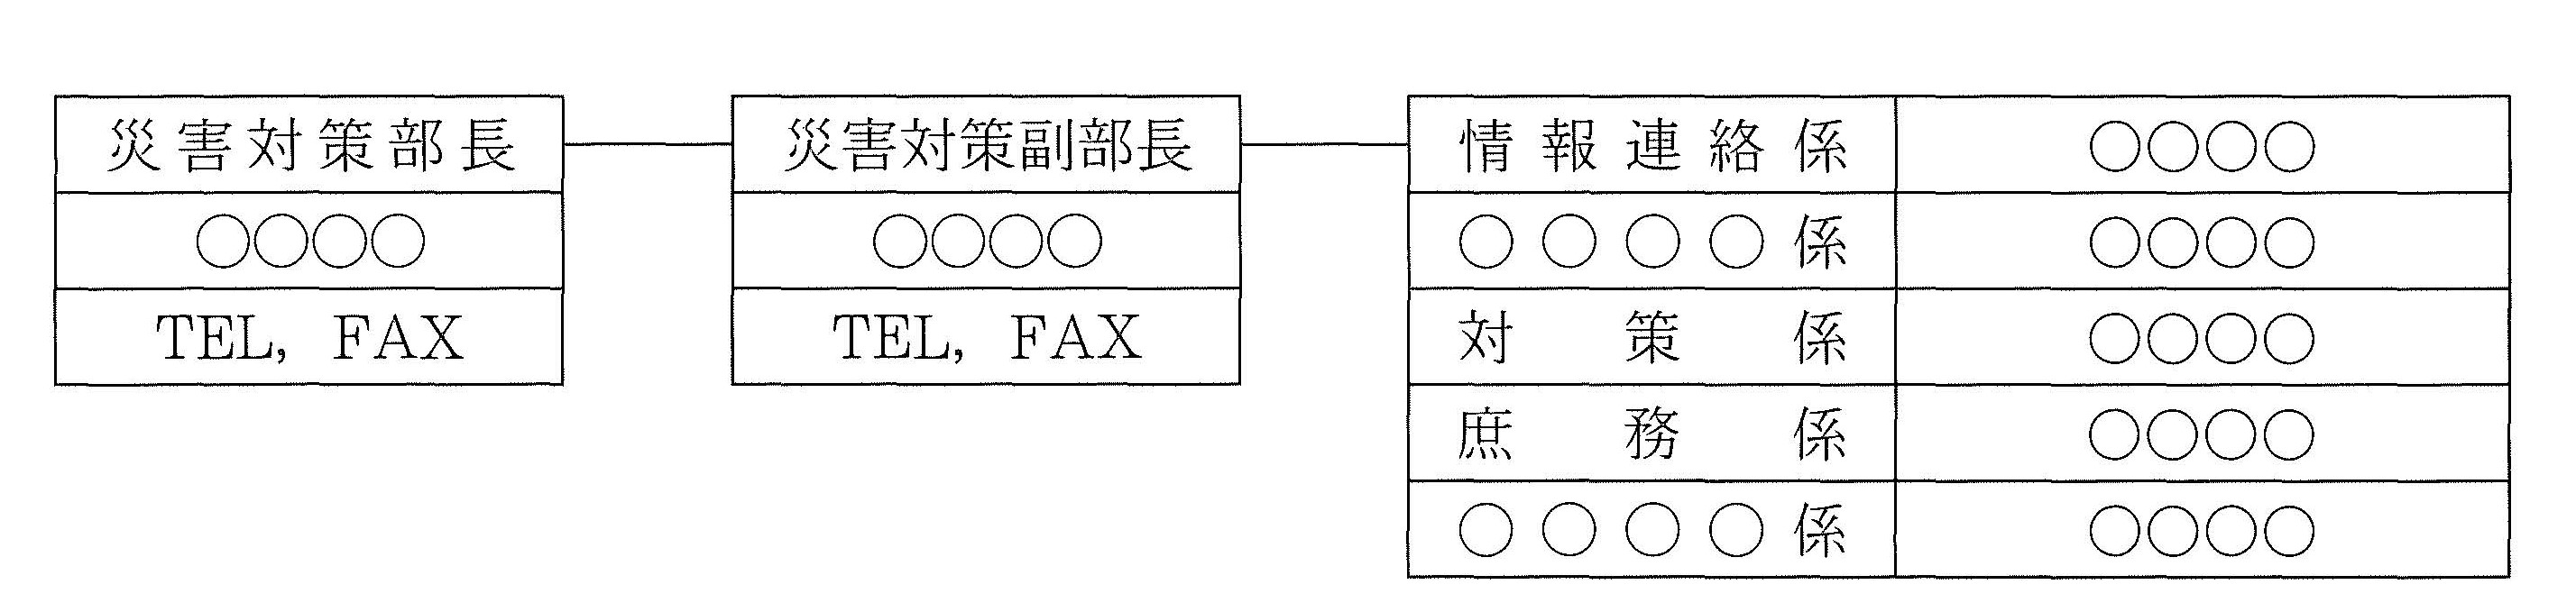 災害対策部長
○○○○
TEL, FAX
災害対策副部長
○○○○
TEL, FAX
情報連絡係 ○○○○
○○○○係 ○○○○
対策係 ○○○○
庶務係 ○○○○
○○○○係 ○○○○